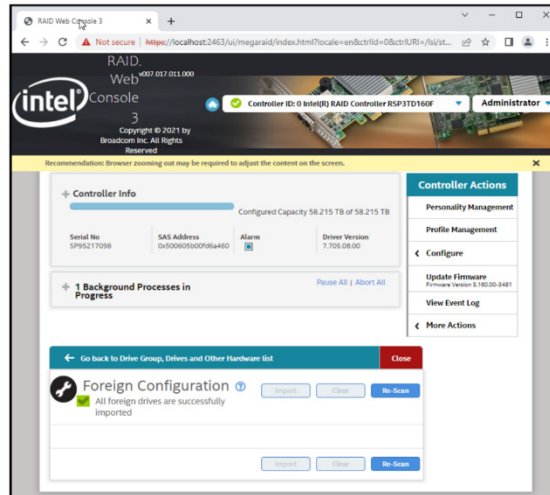 RAID Web Console 3
Not secure | https://localhost:2463/ui/megaraid/index.html?locale=en&ctrlId=0&ctrlURI=/lsi/st...
intel
RAID
Web v007.017.011.000
Console
3
Copyright © 2021 by
Broadcom Inc. All Rights
Reserved
Controller ID: 0 Intel(R) RAID Controller RSP3TD160F
Administrator
Recommendation: Browser zooming out may be required to adjust the content on the screen.
Controller Info
Configured Capacity 58.215 TB of 58.215 TB
Serial No
SP95217098
SAS Address
0x500605b00fd6a460
Alarm
Driver Version
7.705.08.00
1 Background Processes in
Progress
Pause All | Abort All
Controller Actions
Personality Management
Profile Management
Configure
Update Firmware
Firmware Version 5.160.00-3481
View Event Log
More Actions
Go back to Drive Group, Drives and Other Hardware list
Close
Foreign Configuration
All foreign drives are successfully
imported
Import
Clear
Re-Scan
Import
Clear
Re-Scan